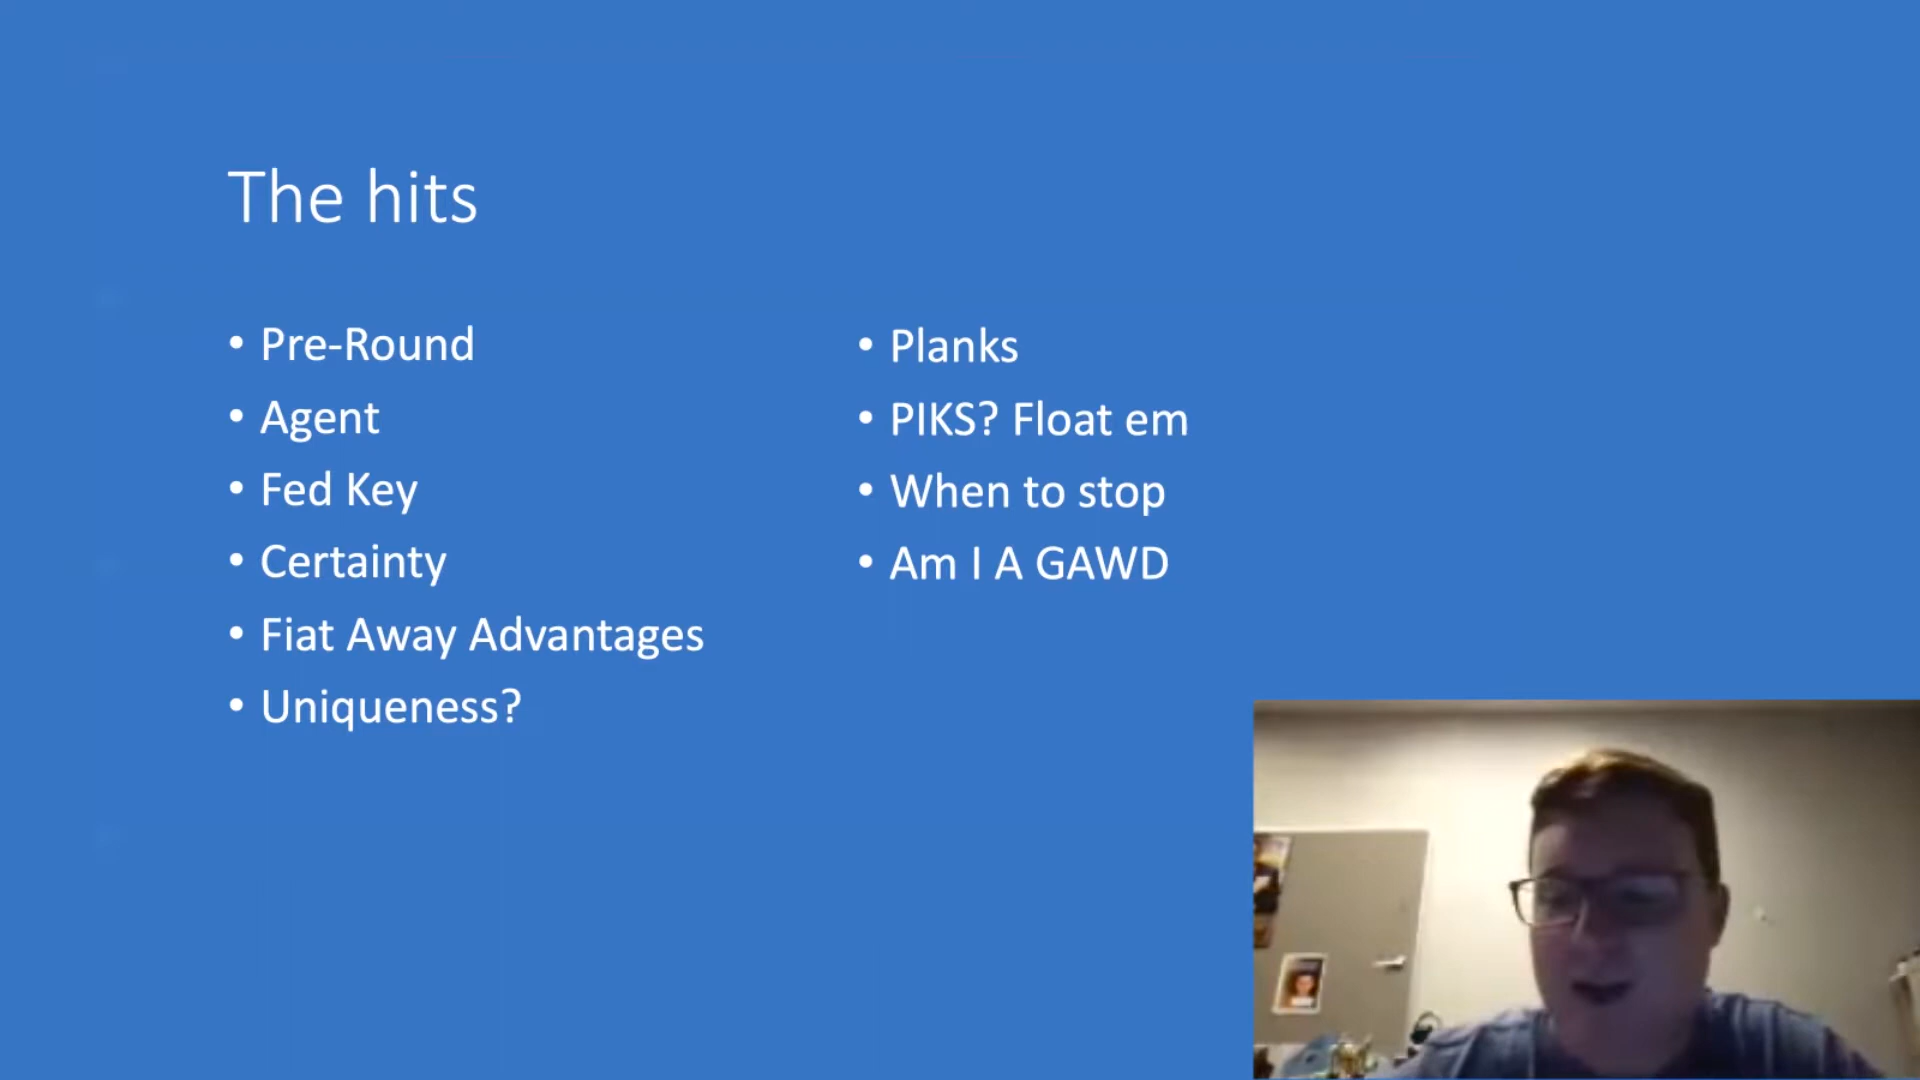 The hits
• Pre-Round
• Agent
• Fed Key
• Certainty
• Fiat Away Advantages
• Uniqueness?
• Planks
• PIKS? Float em
• When to stop
• Am I A GAWD